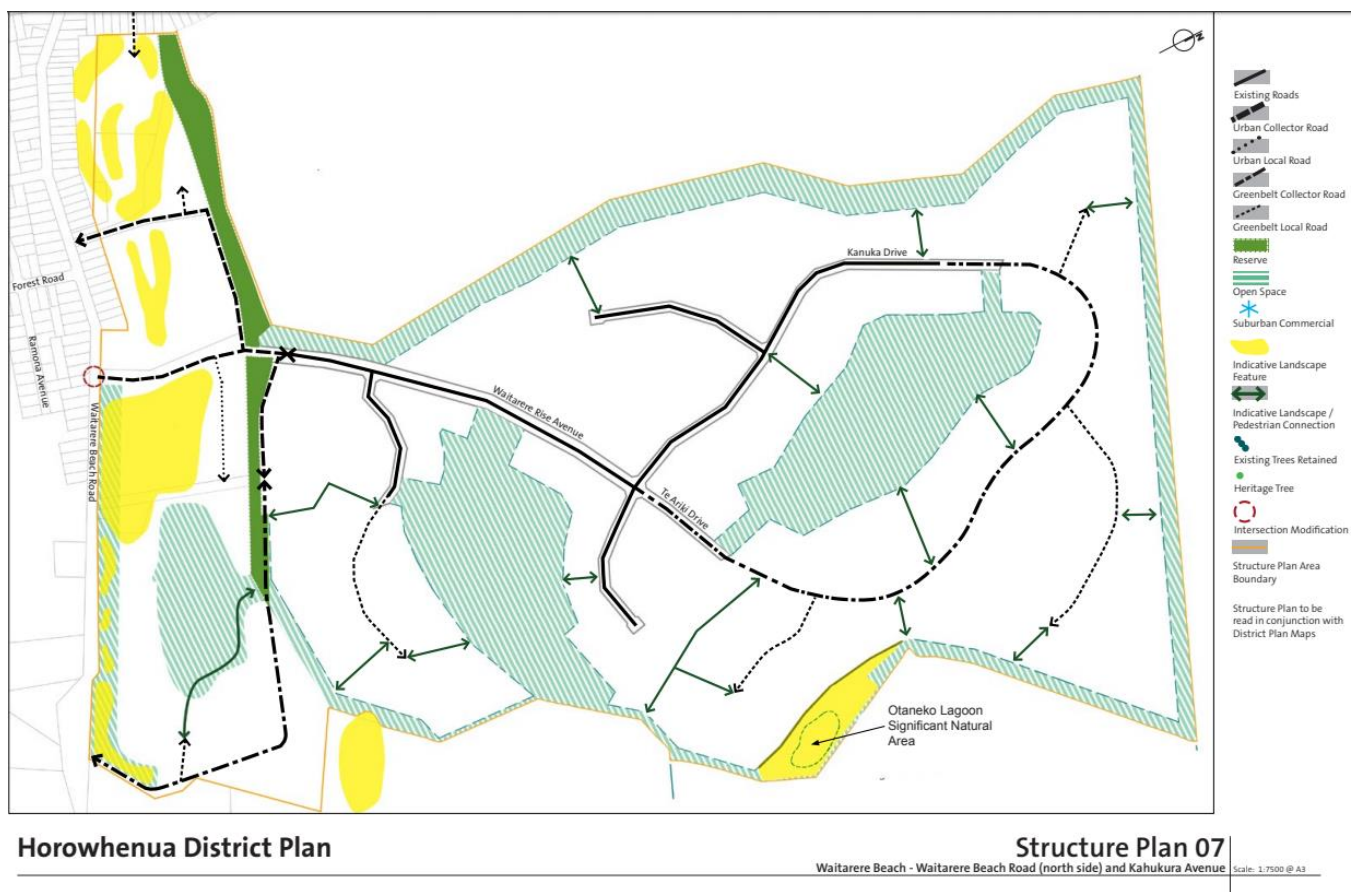 N
Existing Roads
Urban Collector Road
Urban Local Road
Greenbelt Collector Road
Greenbelt Local Road
Reserve
Open Space
Suburban Commercial
Indicative Landscape
Feature
Indicative Landscape /
Pedestrian Connection
Existing Trees Retained
Heritage Tree
Intersection Modification
Structure Plan Area
Boundary
Structure Plan to be
read in conjunction with
District Plan Maps
Kanuka Drive
Forest Road
Ramona Avenue
Waitarere Beach Road
Waitarere Rise Avenue
Te Ariki Drive
Otaneko Lagoon
Significant Natural
Area
Horowhenua District Plan
Structure Plan 07
Waitarere Beach - Waitarere Beach Road (north side) and Kahukura Avenue
Scale: 1:7500 @ A3